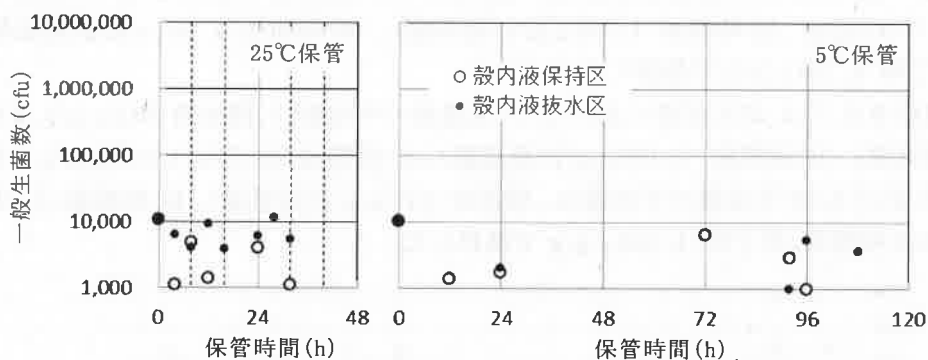 一般生菌数(cfu)
10,000,000
1,000,000
100,000
10,000
1,000
25℃保管
0
24
48
保管時間(h)
5℃保管
殻内液保持区
殻内液抜水区
0
24
48
72
96
120
保管時間(h)